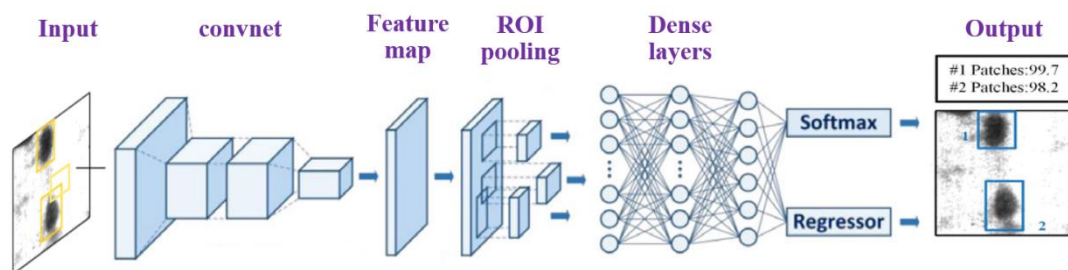 Input
convnet
Feature
map
ROI
pooling
Dense
layers
Output
#1 Patches:99.7
#2 Patches:98.2
Softmax
Regressor
1
2